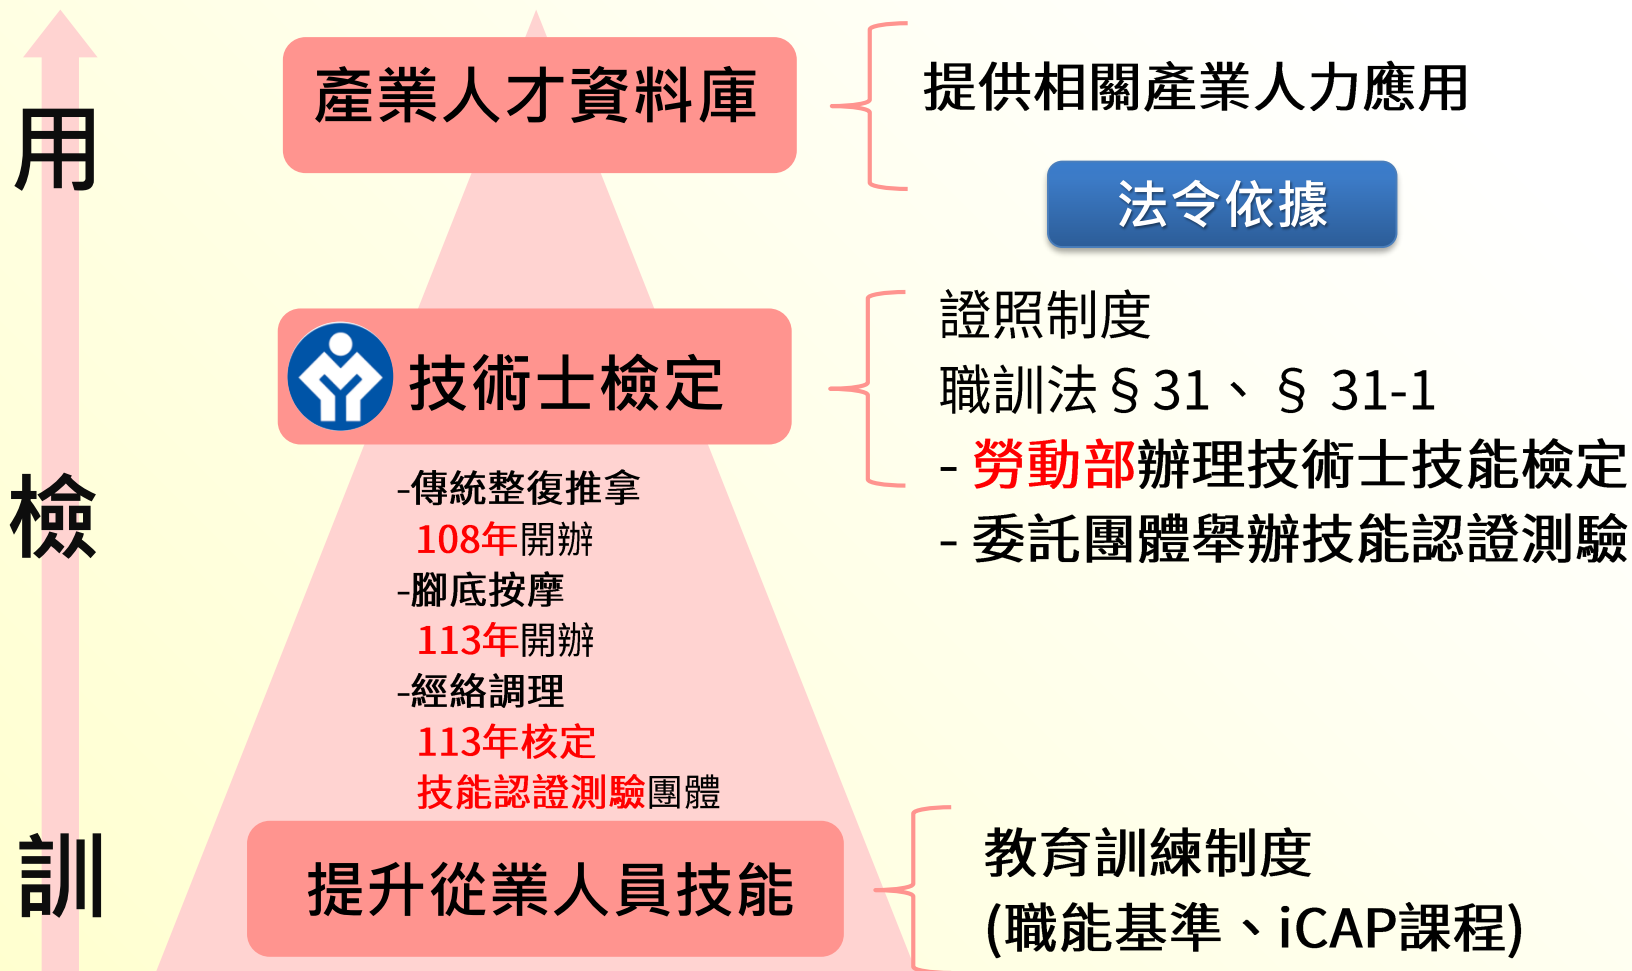 用
產業人才資料庫
提供相關產業人力應用
法令依據
檢
技術士檢定
證照制度
職訓法§31、§ 31-1
- 勞動部辦理技術士技能檢定
- 委託團體舉辦技能認證測驗
-傳統整復推拿
108年開辦
-腳底按摩
113年開辦
-經絡調理
113年核定
技能認證測驗團體
訓
提升從業人員技能
教育訓練制度
(職能基準、iCAP課程)